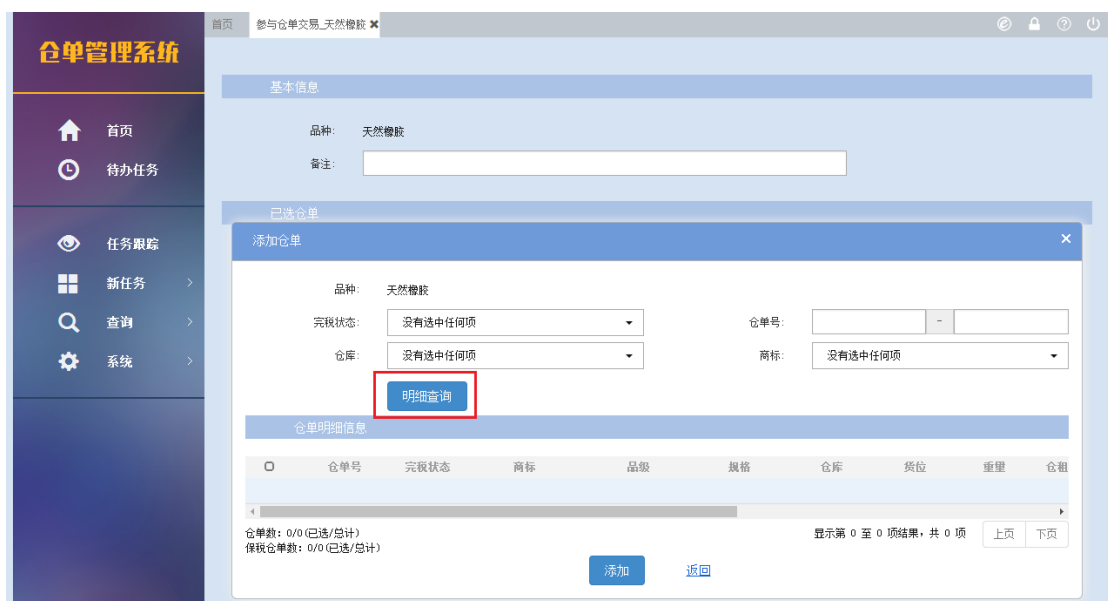 首页 参与仓单交易_天然橡胶
仓单管理系统
基本信息
首页
品种: 天然橡胶
待办任务
备注:
已选仓单
任务跟踪
添加仓单
新任务
品种: 天然橡胶
查询
完税状态: 没有选中任何项 仓单号: -
系统
仓库: 没有选中任何项 商标: 没有选中任何项
明细查询
仓单明细信息
仓单号 完税状态 商标 品级 规格 仓库 货位 重量 仓租
仓单数: 0/0(已选/总计) 显示第 0 至 0 项结果,共 0 项 上页 下页
保税仓单数: 0/0(已选/总计)
添加 返回